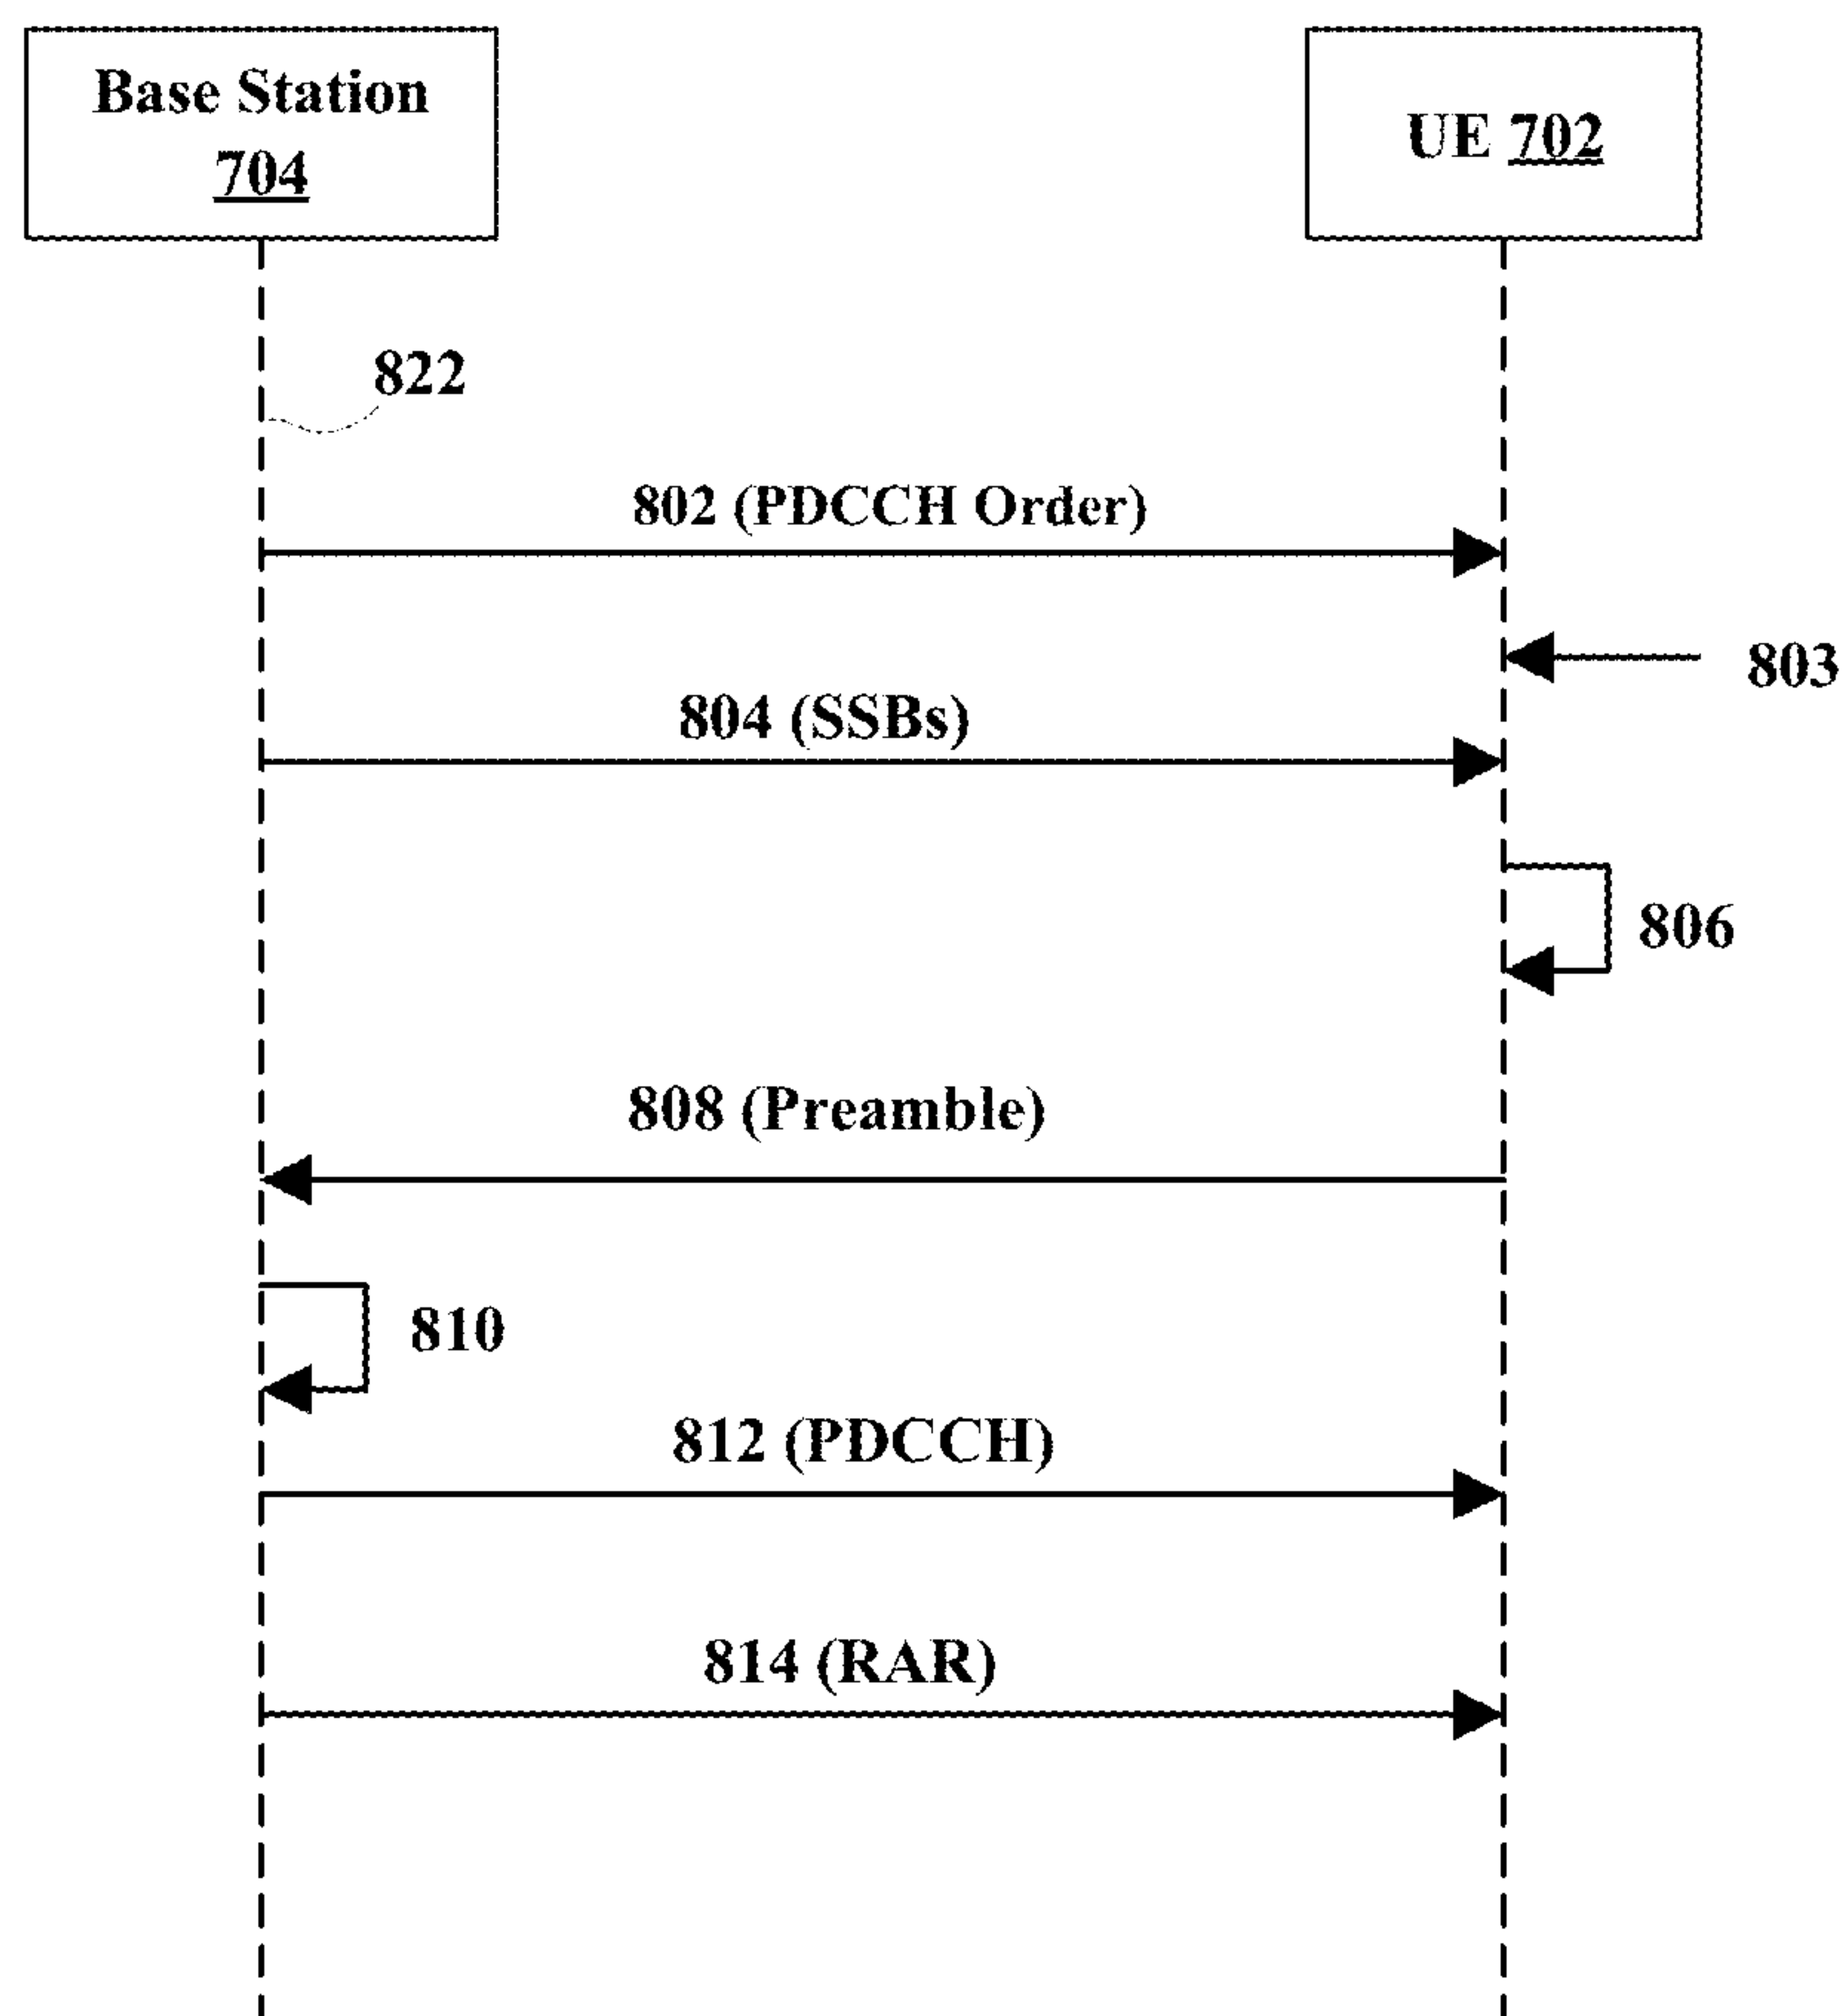 Base Station
704
UE 702
822
802 (PDCCH Order)
803
804 (SSBs)
806
808 (Preamble)
810
812 (PDCCH)
814 (RAR)